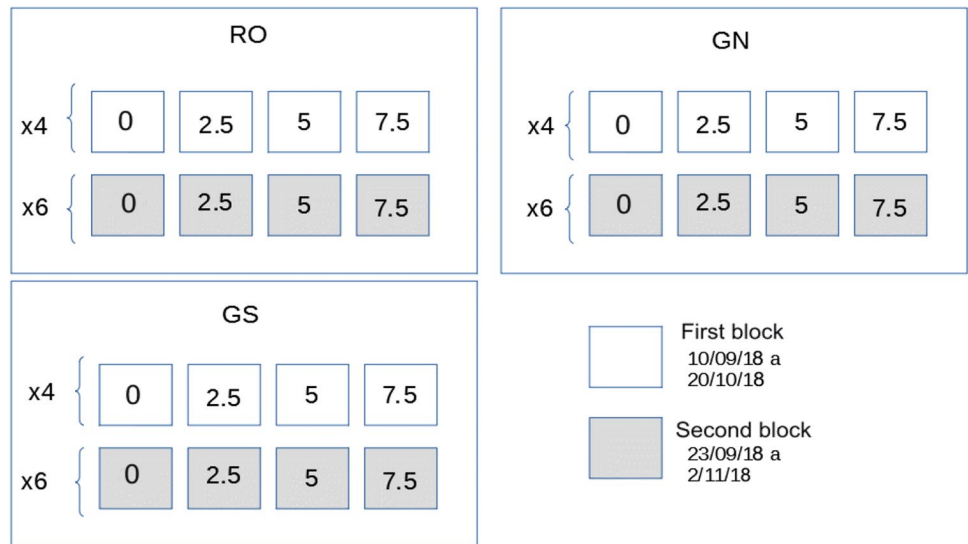 RO
x4 { 0 2.5 5 7.5
x6 { 0 2.5 5 7.5
GN
x4 { 0 2.5 5 7.5
x6 { 0 2.5 5 7.5
GS
x4 { 0 2.5 5 7.5
x6 { 0 2.5 5 7.5
First block
10/09/18 a
20/10/18
Second block
23/09/18 a
2/11/18